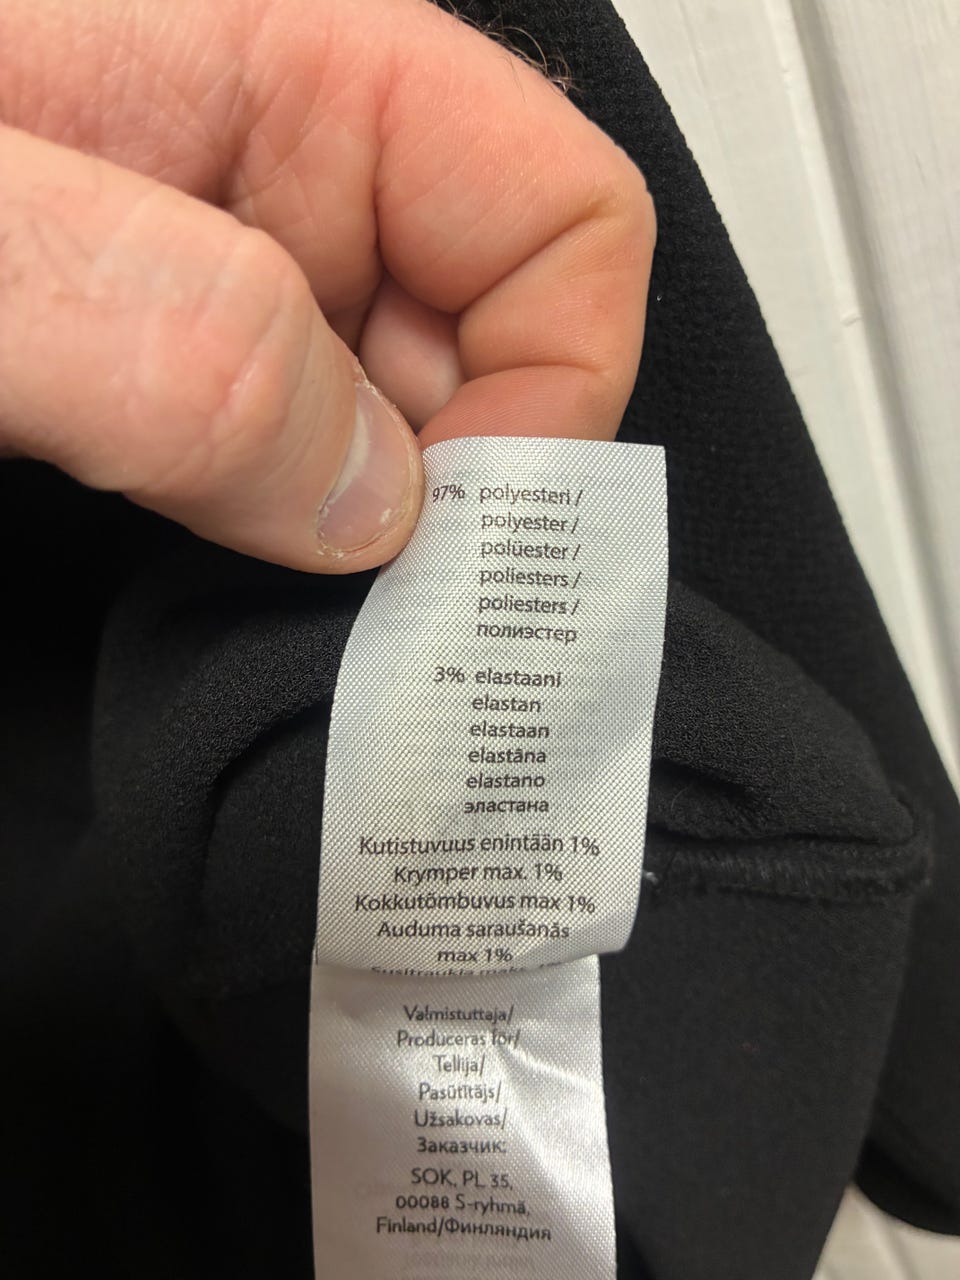 97% polyesteri /
polyester /
polüester /
poliesters /
poliesters /
полиэстер
3% elastaani
elastan
elastaan
elastāna
elastano
эластана
Kutistuvuus enintään 1%
Krymper max. 1%
Kokkutõmbuvus max 1%
Auduma saraušanās
max 1%
Susitraukia maks.
Valmistuttaja/
Produceras för/
Tellija/
Pasūtītājs/
Užsakovas/
Заказчик:
SOK, PL 35,
00088 S-ryhmä,
Finland/Финляндия